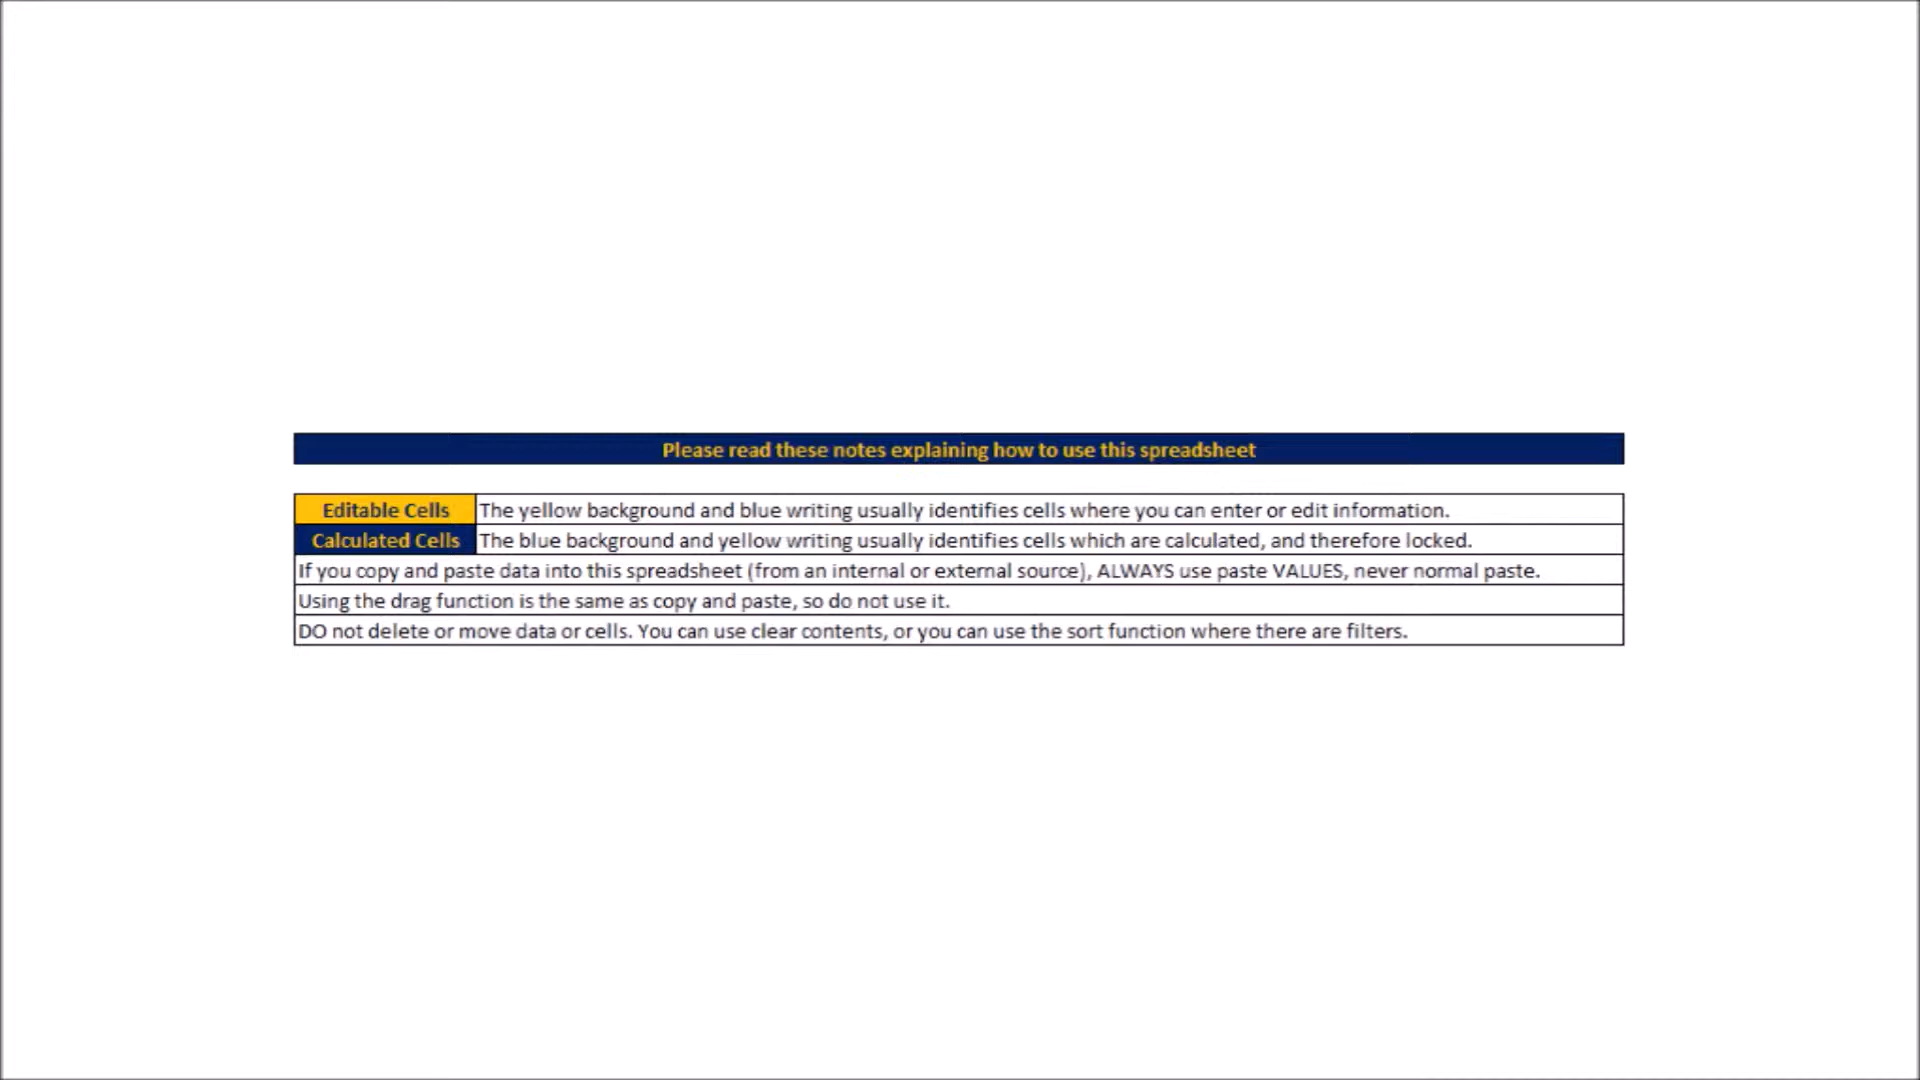 Please read these notes explaining how to use this spreadsheet
Editable Cells The yellow background and blue writing usually identifies cells where you can enter or edit information.
Calculated Cells The blue background and yellow writing usually identifies cells which are calculated, and therefore locked.
If you copy and paste data into this spreadsheet (from an internal or external source), ALWAYS use paste VALUES, never normal paste.
Using the drag function is the same as copy and paste, so do not use it.
DO not delete or move data or cells. You can use clear contents, or you can use the sort function where there are filters.